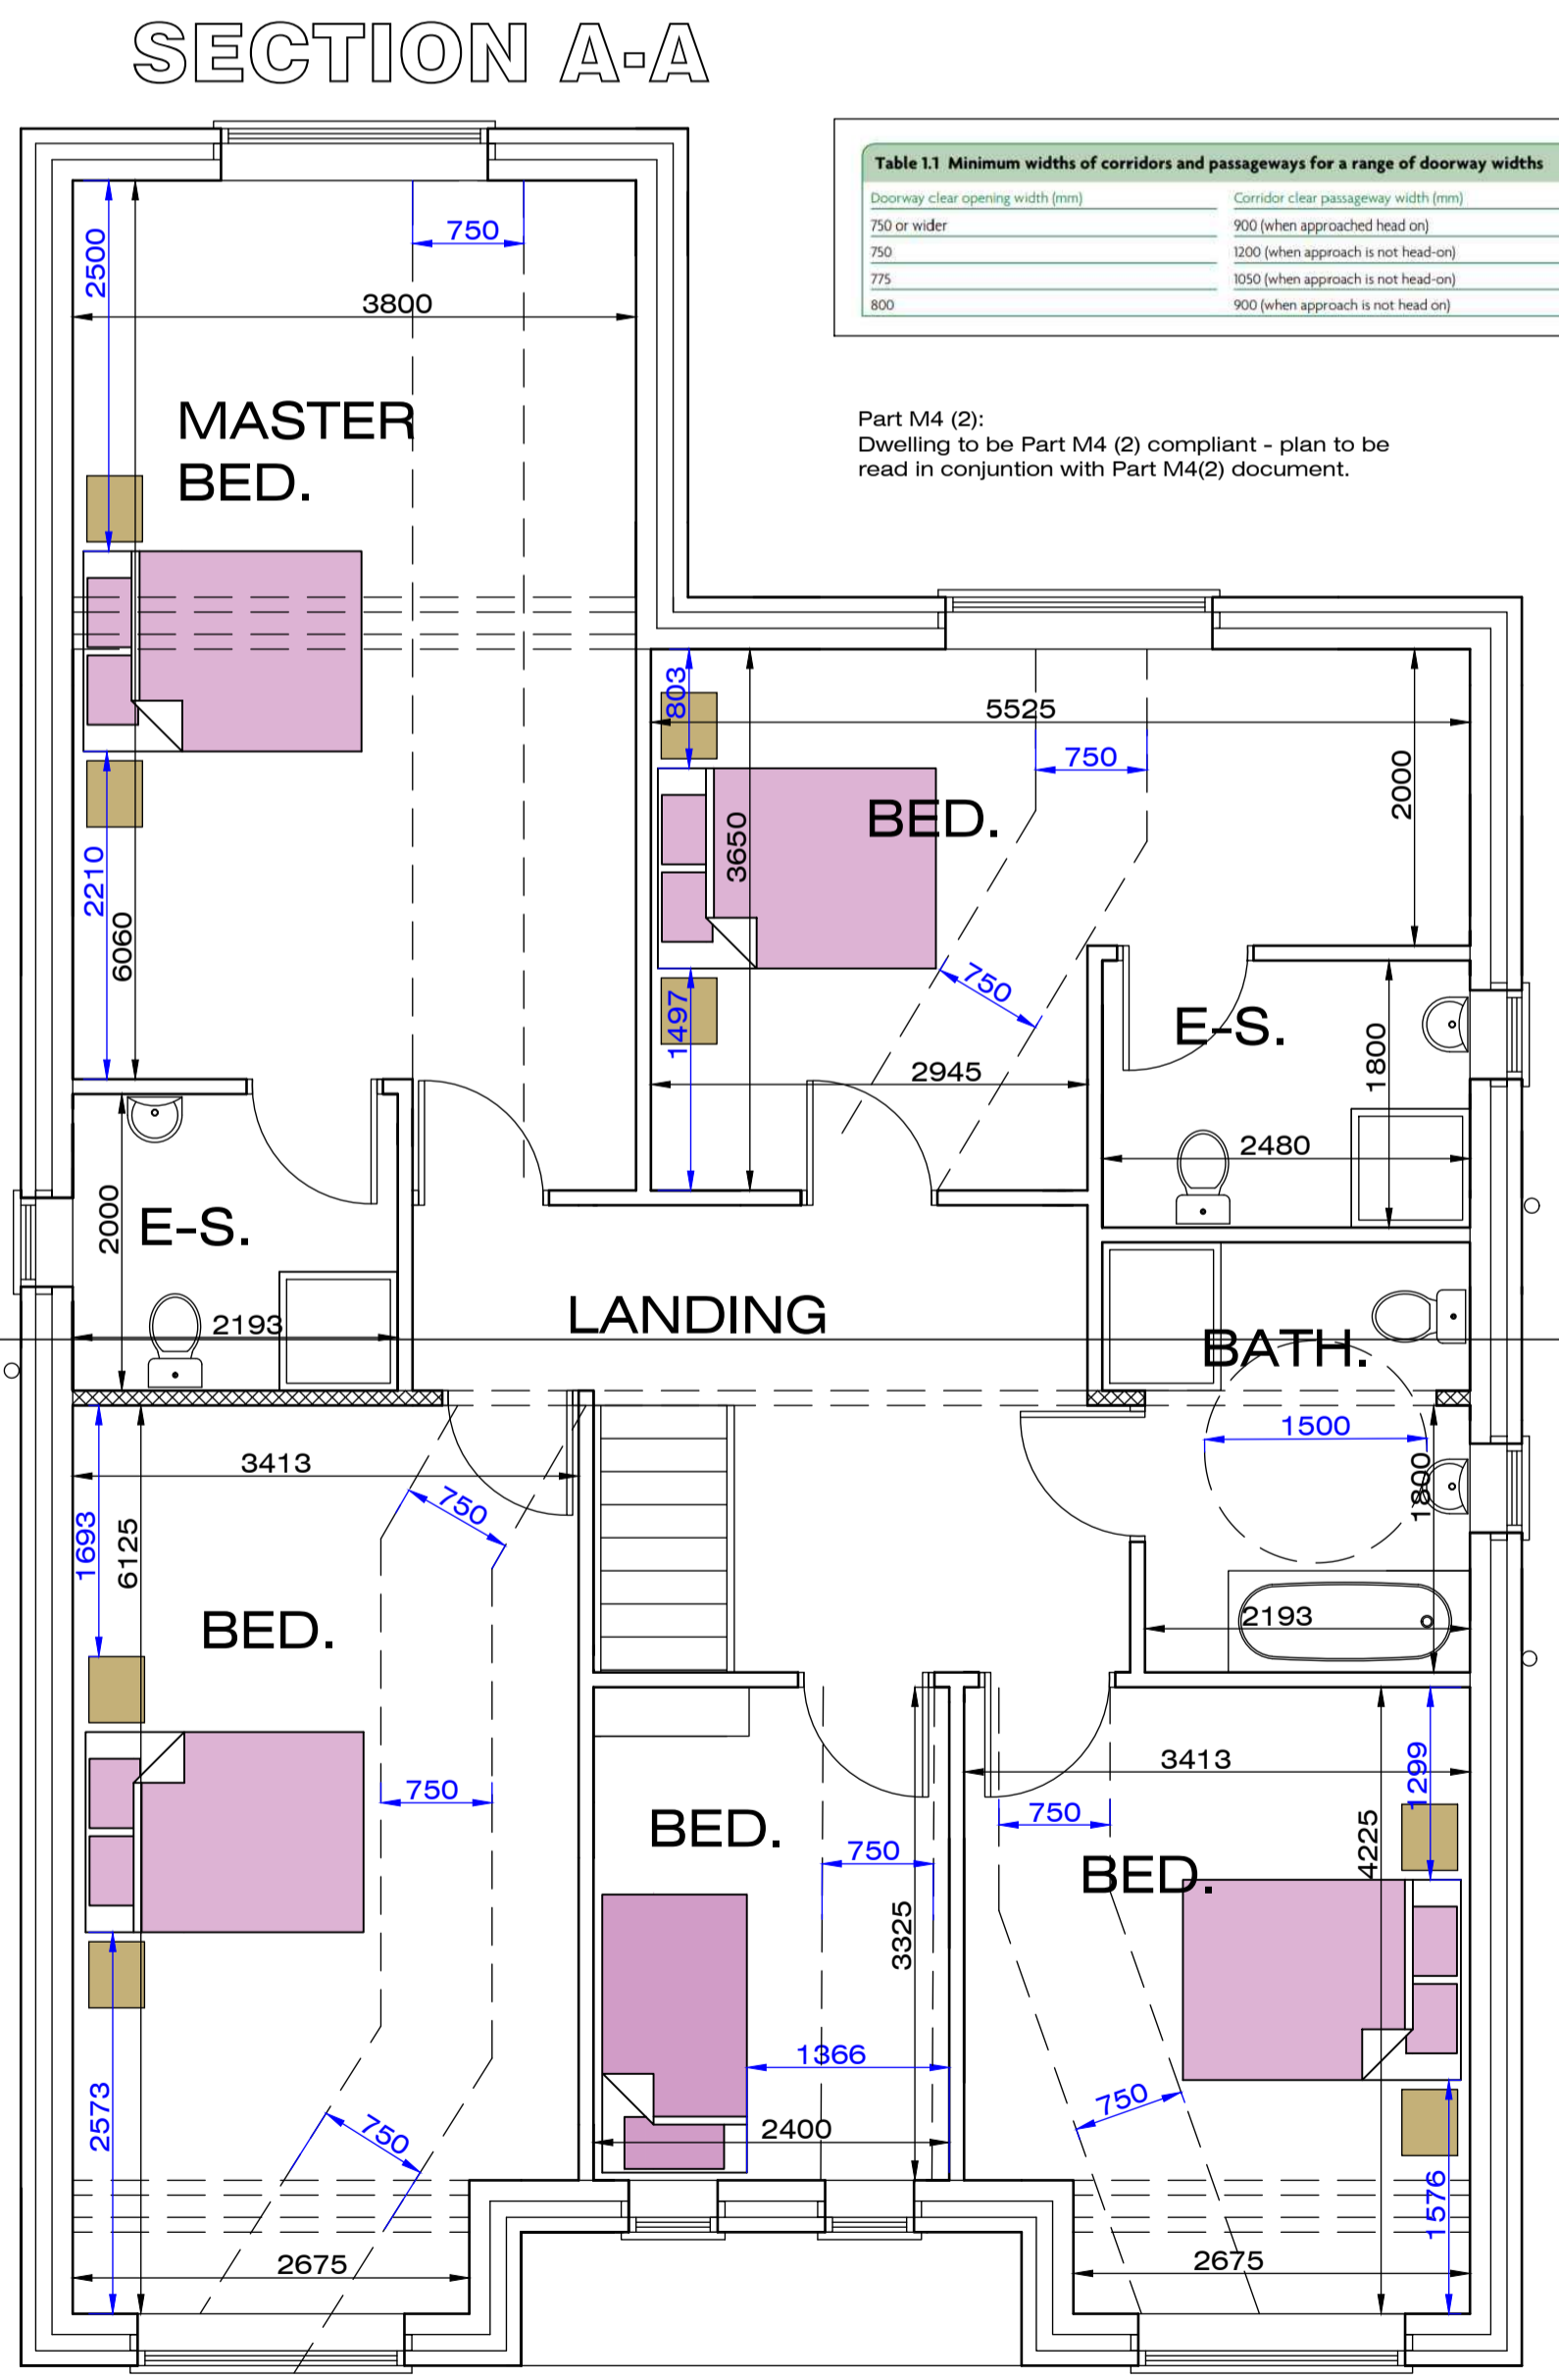 SECTION A-A
Table 1.1 Minimum widths of corridors and passageways for a range of doorway widths
Doorway clear opening width (mm) Corridor clear passageway width (mm)
750 or wider 900 (when approached head on)
750 1200 (when approach is not head-on)
775 1050 (when approach is not head-on)
800 900 (when approach is not head on)
Part M4 (2):
Dwelling to be Part M4 (2) compliant - plan to be
read in conjuntion with Part M4(2) document.
2500
750
3800
MASTER
BED.
2210
6060
803
5525
750
2000
BED.
3650
750
1497
2945
E-S.
1800
2480
2000
E-S.
2193
LANDING
BATH.
1500
1800
2193
3413
750
1693
6125
BED.
750
2573
750
2675
BED.
750
3325
1366
2400
3413
1299
750
4225
BED.
750
1576
2675